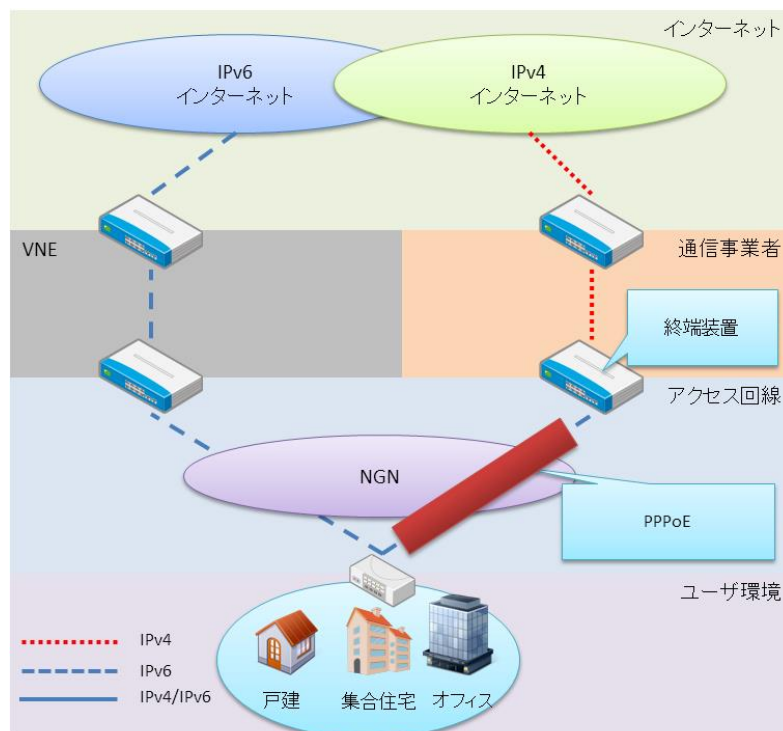 インターネット
IPv6
インターネット
IPv4
インターネット
VNE
通信事業者
終端装置
アクセス回線
NGN
PPPoE
ユーザ環境
IPv4
IPv6
IPv4/IPv6
戸建
集合住宅
オフィス